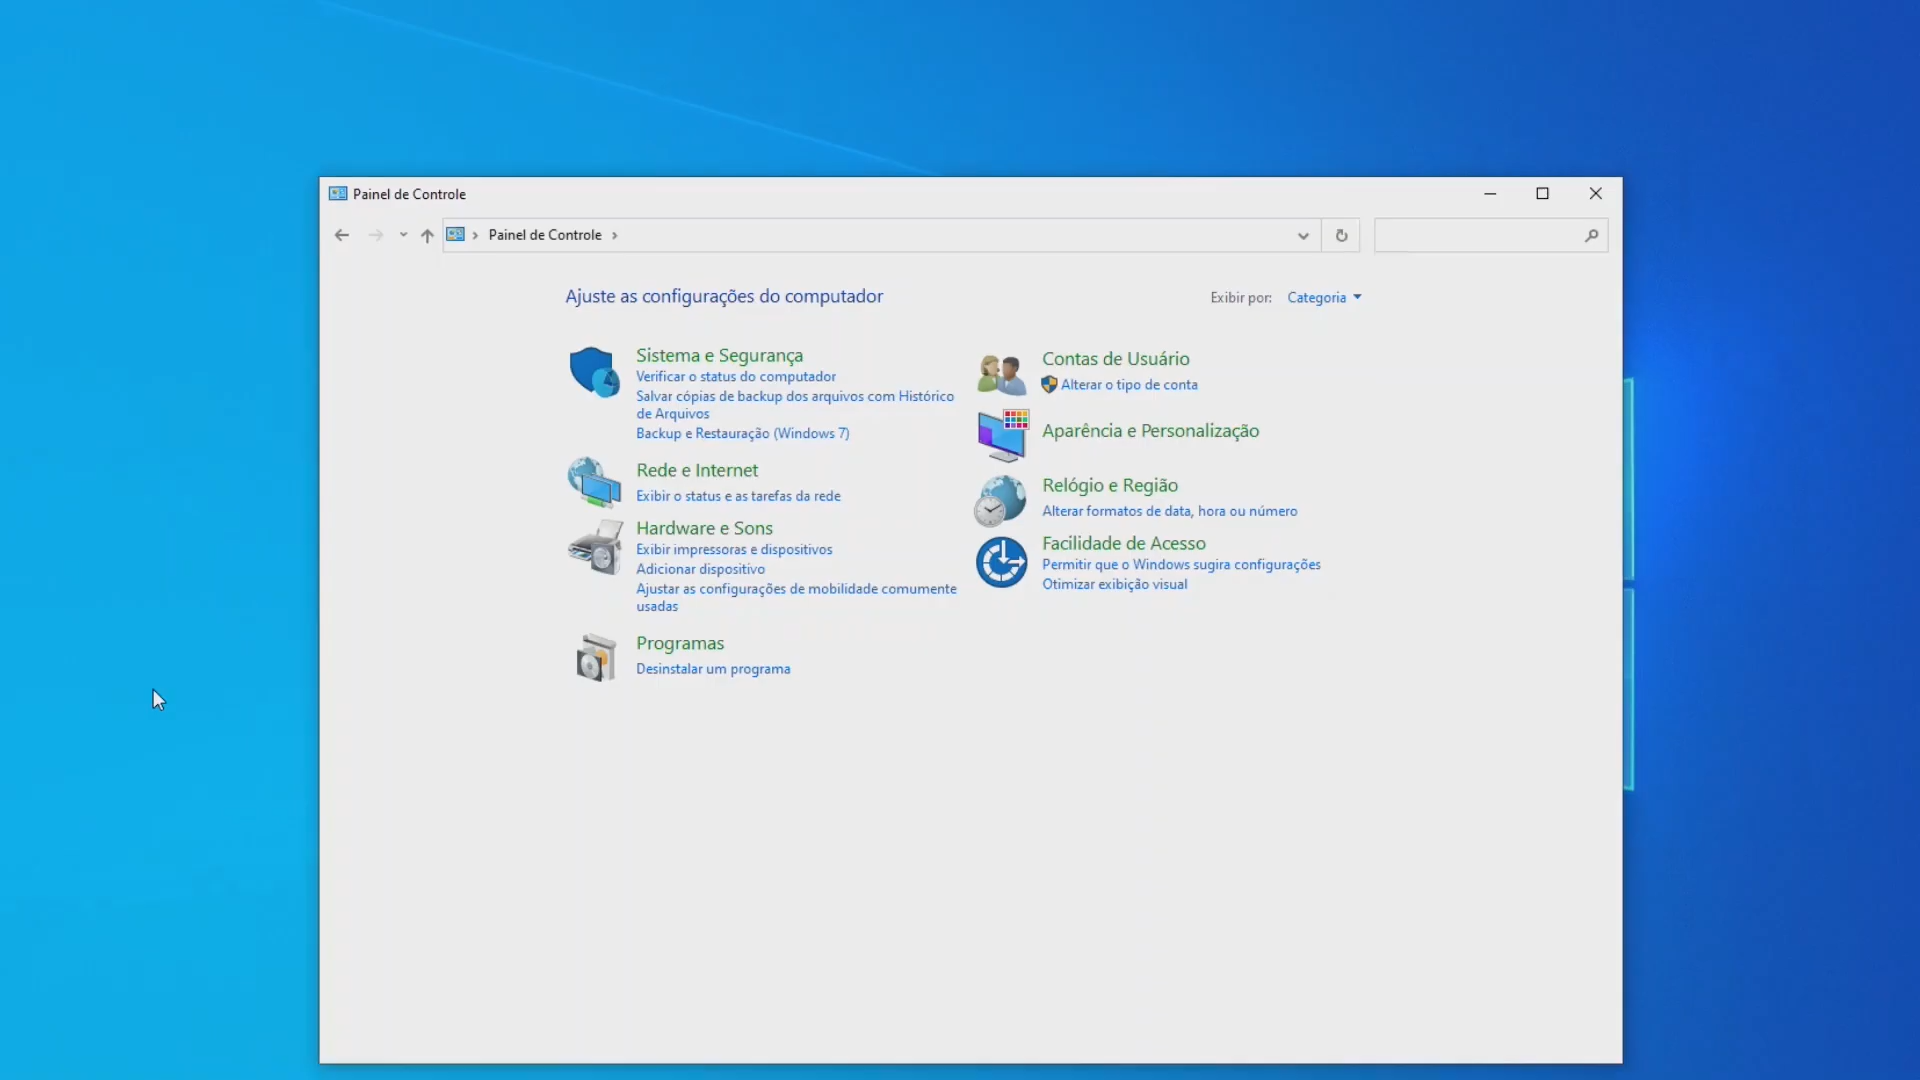 Painel de Controle
Painel de Controle
Ajuste as configurações do computador
Exibir por: Categoria
Sistema e Segurança
Verificar o status do computador
Salvar cópias de backup dos arquivos com Histórico
de Arquivos
Backup e Restauração (Windows 7)
Rede e Internet
Exibir o status e as tarefas da rede
Hardware e Sons
Exibir impressoras e dispositivos
Adicionar dispositivo
Ajustar as configurações de mobilidade comumente
usadas
Programas
Desinstalar um programa
Contas de Usuário
Alterar o tipo de conta
Aparência e Personalização
Relógio e Região
Alterar formatos de data, hora ou número
Facilidade de Acesso
Permitir que o Windows sugira configurações
Otimizar exibição visual